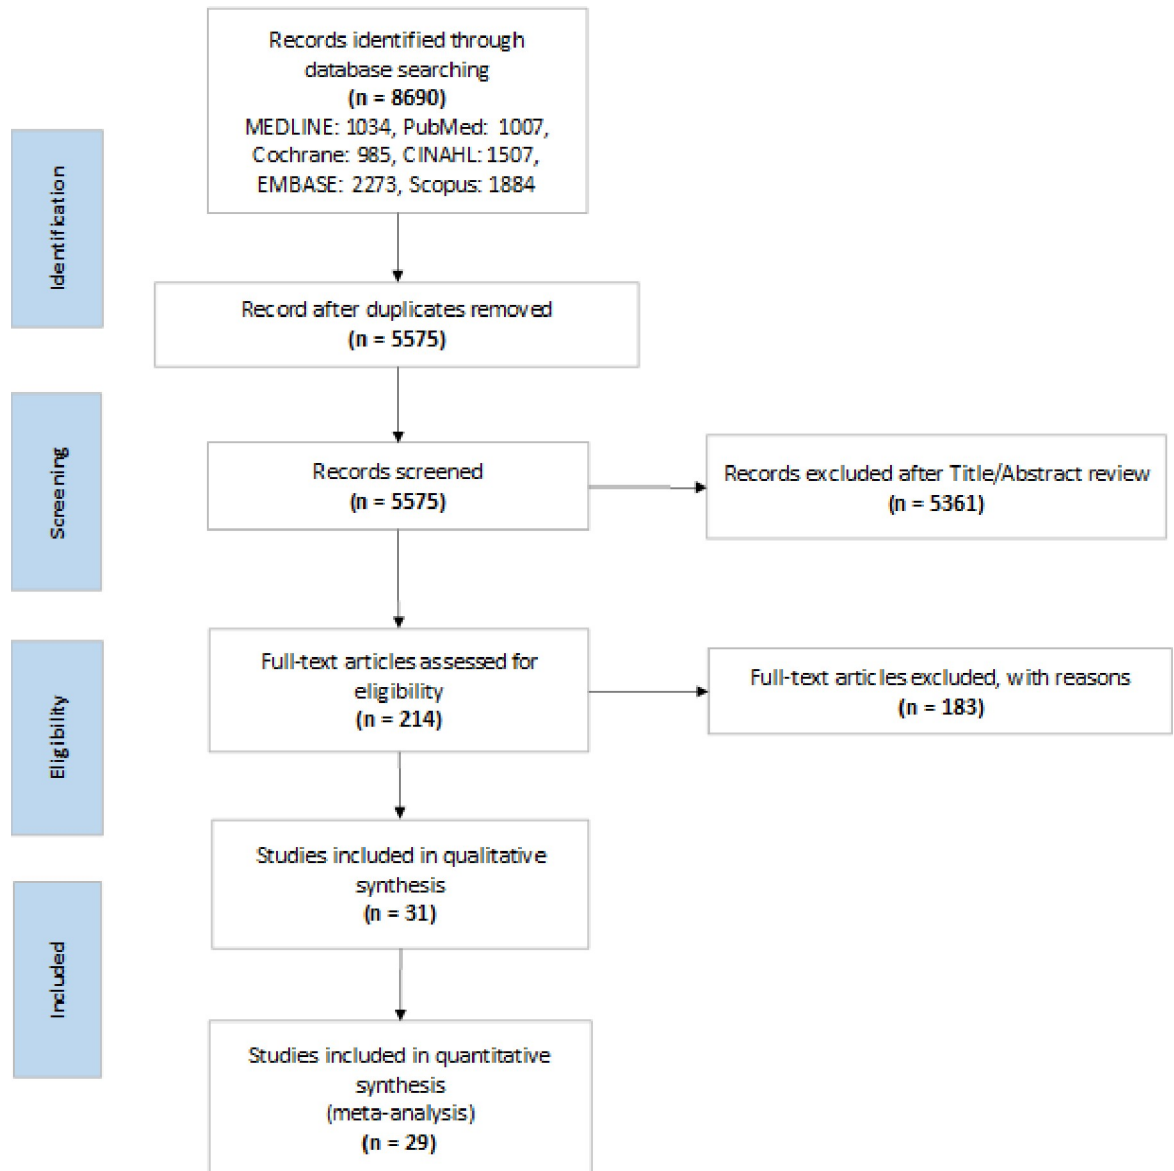 Records identified through
database searching
(n = 8690)
MEDLINE: 1034, PubMed: 1007,
Cochrane: 985, CINAHL: 1507,
EMBASE: 2273, Scopus: 1884
Identification
Record after duplicates removed
(n = 5575)
Screening
Records screened
(n = 5575)
Records excluded after Title/Abstract review
(n = 5361)
Eligibility
Full-text articles assessed for
eligibility
(n = 214)
Full-text articles excluded, with reasons
(n = 183)
Studies included in qualitative
synthesis
(n = 31)
Included
Studies included in quantitative
synthesis
(meta-analysis)
(n = 29)